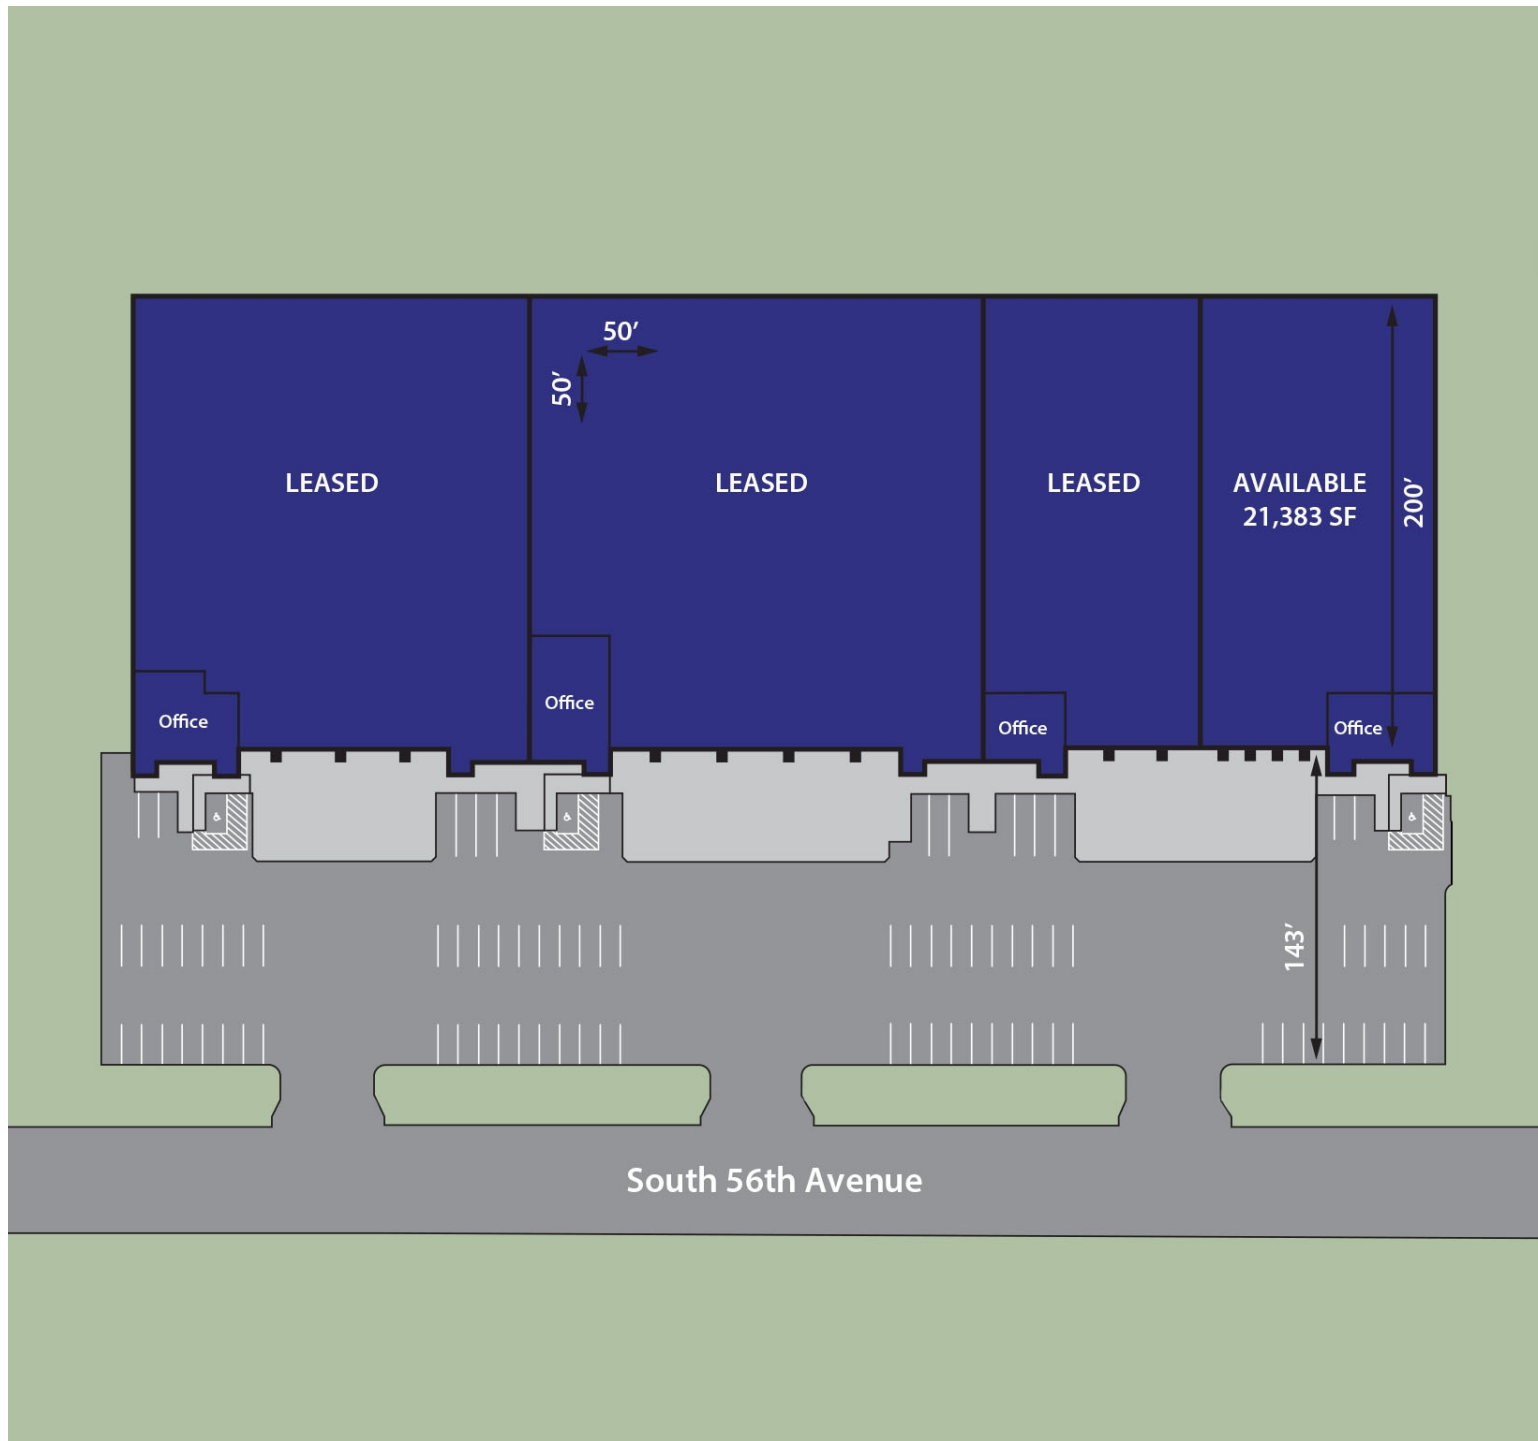 50’
50’
LEASED
LEASED
LEASED
AVAILABLE
21,383 SF
200’
Office
Office
Office
Office
143’
South 56th Avenue